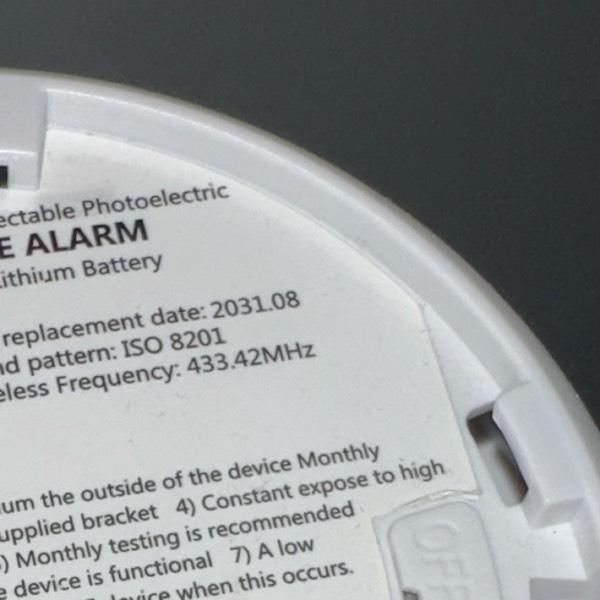 ectable Photoelectric
E ALARM
ithium Battery
replacement date: 2031.08
nd pattern: ISO 8201
eless Frequency: 433.42MHz
um the outside of the device Monthly
upplied bracket 4) Constant expose to high
) Monthly testing is recommended
e device is functional 7) A low
device when this occurs.
OFF